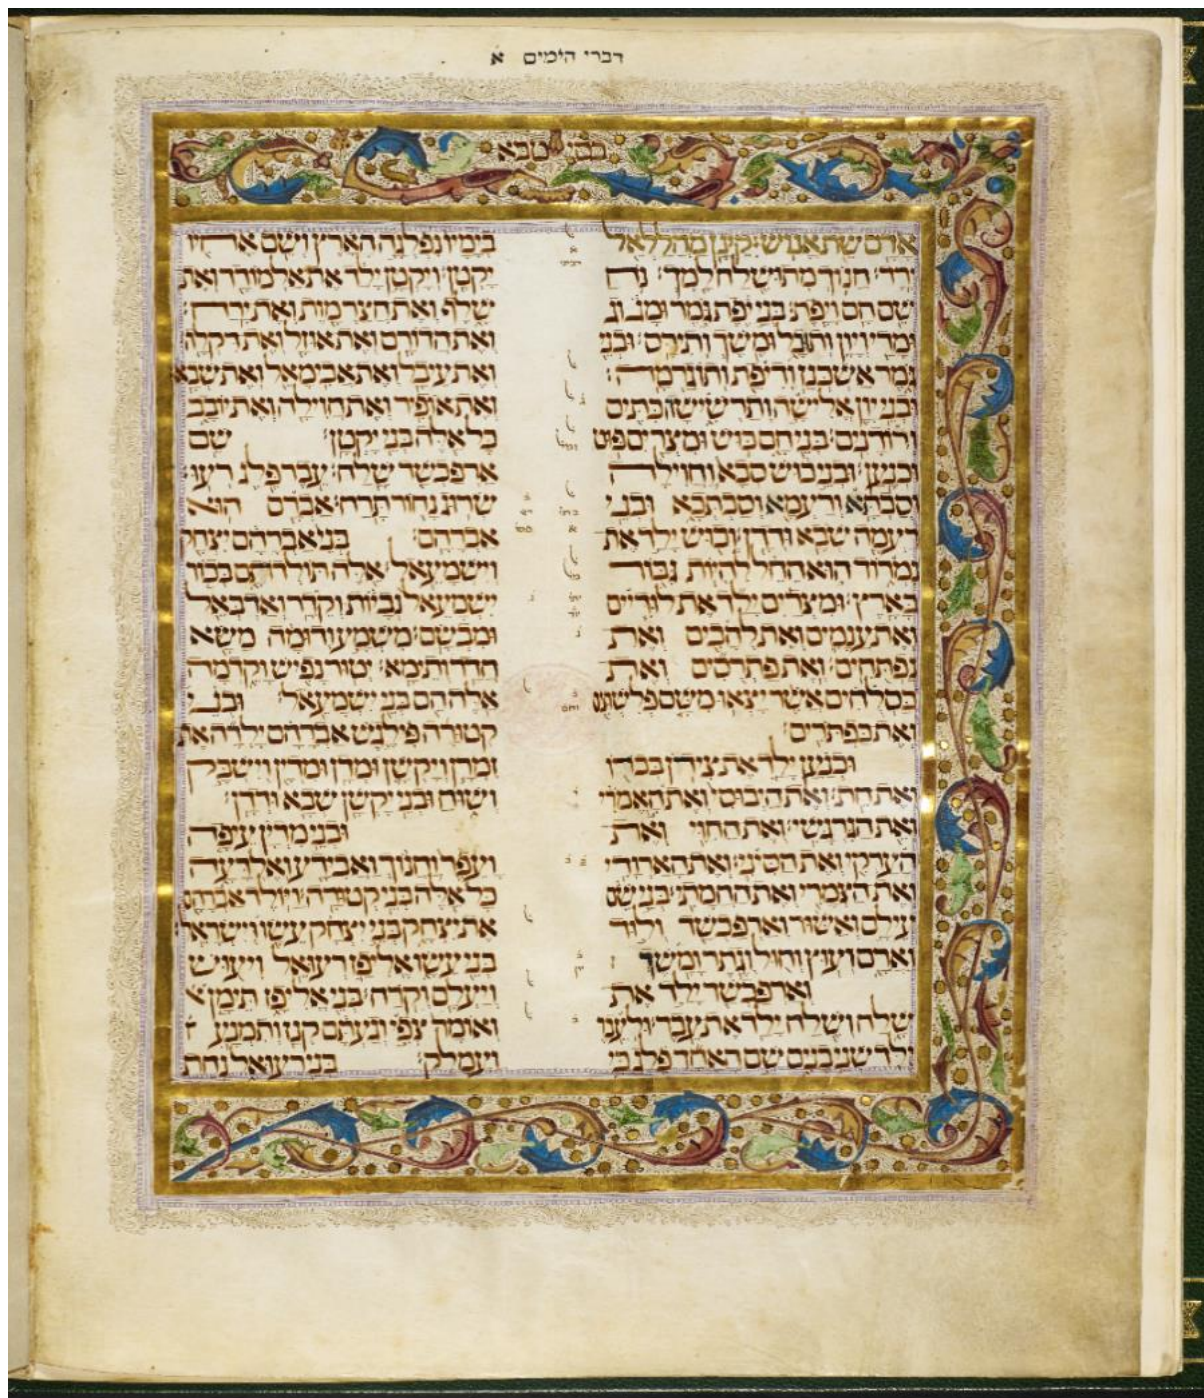 דברי הימים א
אדם שת אנוש קינן מהללאל
ירד חנוך מתושלח למך נח
שם חם ויפת בני יפת גמר ומגוג
ומדי ויון ותובל ומשך ותירס ובני
גמר אשכנז וריפת ותוגרמה
ובני יון אלישה ותרשישה כתים
ורודנים בני חם כוש ומצרים פוט
וכנען ובני כוש סבא וחוילה
וסבתא ורעמא וסבתכא ובני
רעמה שבא ודדן וכוש ילד את
נמרוד הוא החל להיות גבור
בארץ ומצרים ילד את לודיים
ואת ענמים ואת להבים ואת
נפתחים ואת פתרסים ואת
כסלחים אשר יצאו משם פלשתים
ואת כפתרים
וכנען ילד את צידון בכרו
ואת חת ואת היבוסי ואת האמרי
ואת הגרגשי ואת החוי ואת
הערקי ואת הסיני ואת הארודי
ואת הצמרי ואת החמתי בני שם
עילם ואשור וארפכשד ולוד
וארם ועוץ וחול וגתר ומשך
וארפכשד ילד את
שלח ושלח ילד את עבר ולעבר
ילד שני בנים שם האחד פלג כי
בימיו נפלגה הארץ ושם אחיו
יקטן ויקטן ילד את אלמודד ואת
שלף ואת חצרמות ואת ירח
ואת הדורם ואת אוזל ואת דקלה
ואת עיבל ואת אבימאל ואת שבא
ואת אופיר ואת חוילה ואת יובב
כל אלה בני יקטן שם
ארפכשד שלח עבר פלג רעו
שרוג נחור תרח אברם הוא
אברהם בני אברהם יצחק
וישמעאל אלה תולדותם בכור
ישמעאל נביות וקדר ואדבאל
ומבשם משמע ודומה משא
חדד ותימא יטור נפיש וקדמה
אלה הם בני ישמעאל ובני
קטורה פילגש אברהם ילדה את
זמרן ויקשן ומדן ומדין וישבק
ושוח ובני יקשן שבא ודדן
ובני מדין עיפה
ועפר וחנוך ואבידע ואלדעה
כל אלה בני קטורה ויולד אברהם
את יצחק בני יצחק עשו וישראל
בני עשו אליפז רעואל ויעוש
ויעלם וקרח בני אליפז תימן
ואומר צפי וגעתם קנז ותמנע
ועמלק בני רעואל נחת